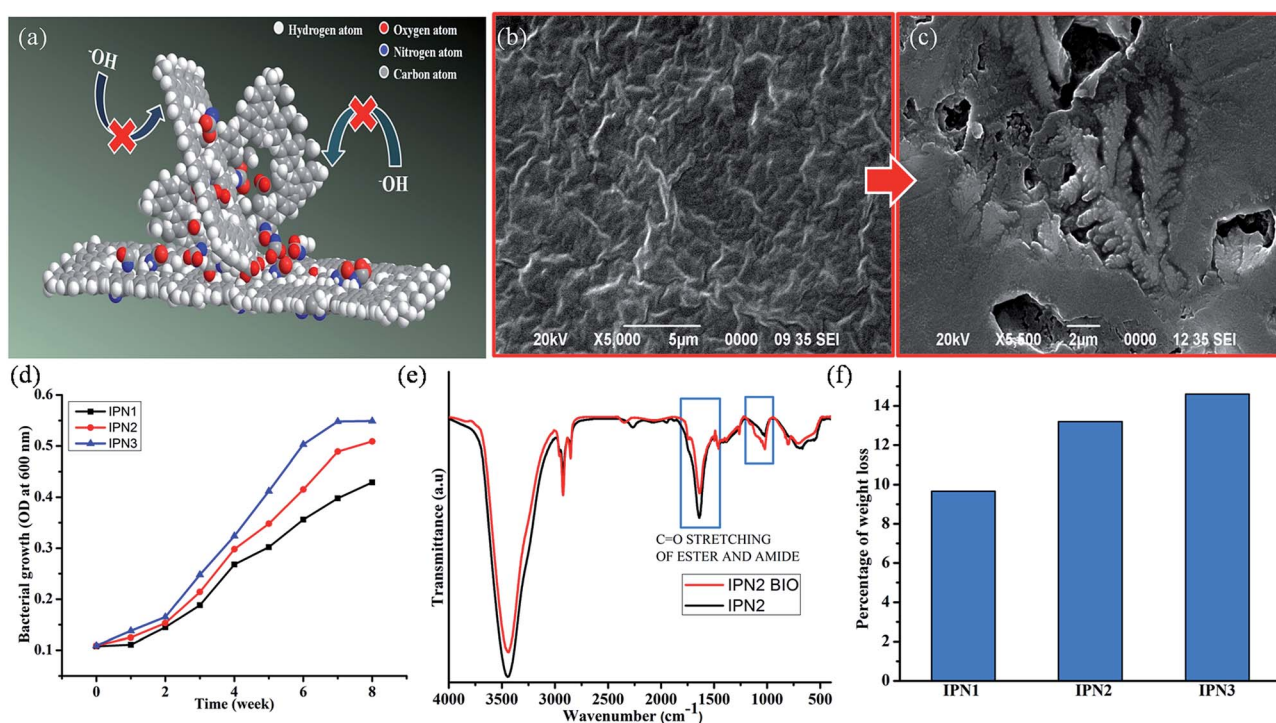 (a)
Hydrogen atom
Oxygen atom
Nitrogen atom
Carbon atom
-OH
-OH
(b)
20kV X5,000 5µm 0000 09 35 SEI
(c)
20kV X5,500 2µm 0000 12 35 SEI
(d)
IPN1
IPN2
IPN3
Bacterial growth (OD at 600 nm)
0.6
0.5
0.4
0.3
0.2
0.1
0 2 4 6 8
Time (week)
(e)
Transmittance (a.u)
C=O STRETCHING
OF ESTER AND AMIDE
IPN2 BIO
IPN2
4000 3500 3000 2500 2000 1500 1000 500
Wavenumber (cm-1)
(f)
Percentage of weight loss
14
12
10
8
6
4
2
0
IPN1 IPN2 IPN3